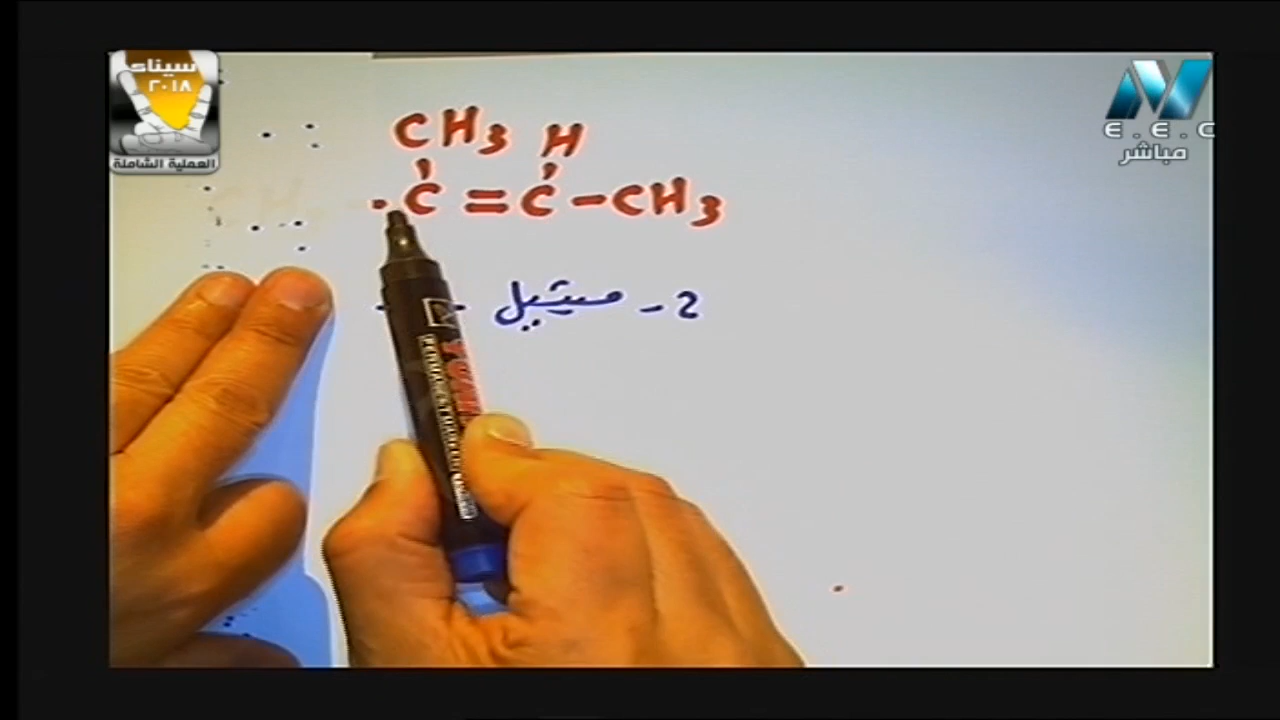 سيناء
٢٠١٨
العملية الشاملة
E.E.C
مباشر
CH3 H
C = C - CH3
2 - ميثيل